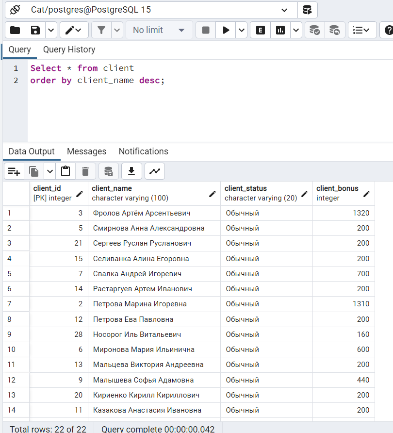 Cat/postgres@PostgreSQL 15
No limit
E
Query Query History
1 Select * from client
2 order by client_name desc;
Data Output Messages Notifications
client_id client_name client_status client_bonus
[PK] integer character varying (100) character varying (20) integer
1 3 Фролов Артём Арсентьевич Обычный 1320
2 5 Смирнова Анна Александровна Обычный 200
3 21 Сергеев Руслан Русланович Обычный 200
4 15 Селиванка Алина Егоровна Обычный 200
5 7 Свалка Андрей Игоревич Обычный 700
6 14 Растаргуев Артем Иванович Обычный 200
7 2 Петрова Марина Игоревна Обычный 1310
8 12 Петрова Ева Павловна Обычный 200
9 28 Носорог Иль Витальевич Обычный 160
10 6 Миронова Мария Ильинична Обычный 600
11 13 Мальцева Виктория Андреевна Обычный 200
12 9 Малышева Софья Адамовна Обычный 440
13 20 Кириенко Кирилл Кириллович Обычный 200
14 11 Казакова Анастасия Ивановна Обычный 200
Total rows: 22 of 22 Query complete 00:00:00.042